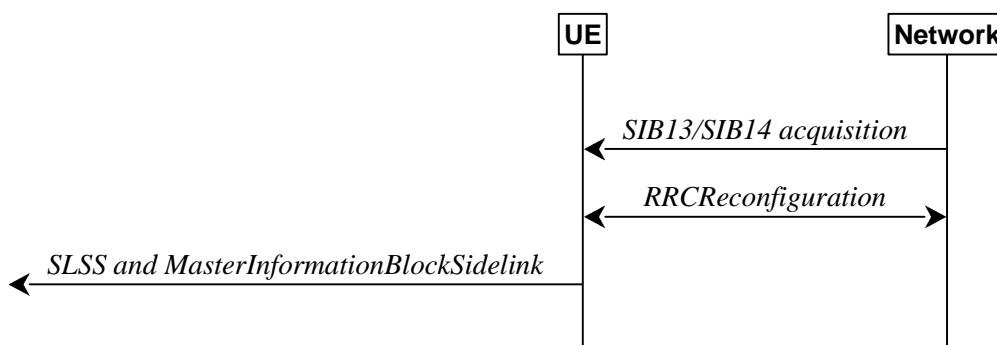 UE
Network
SIB13/SIB14 acquisition
RRCReconfiguration
SLSS and MasterInformationBlockSidelink